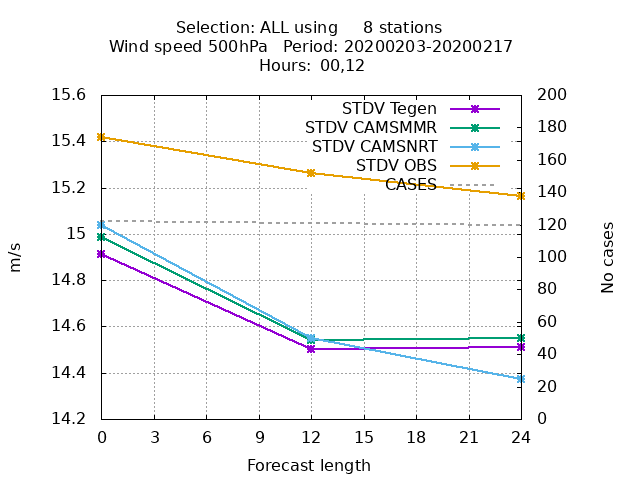 Selection: ALL using     8 stations
Wind speed 500hPa   Period: 20200203-20200217
Hours: 00,12
15.6
15.4
15.2
15
14.8
14.6
14.4
14.2
m/s
STDV Tegen
STDV CAMSMMR
STDV CAMSNRT
STDV OBS
CASES
200
180
160
140
120
100
80
60
40
20
0
No cases
0 3 6 9 12 15 18 21 24
Forecast length